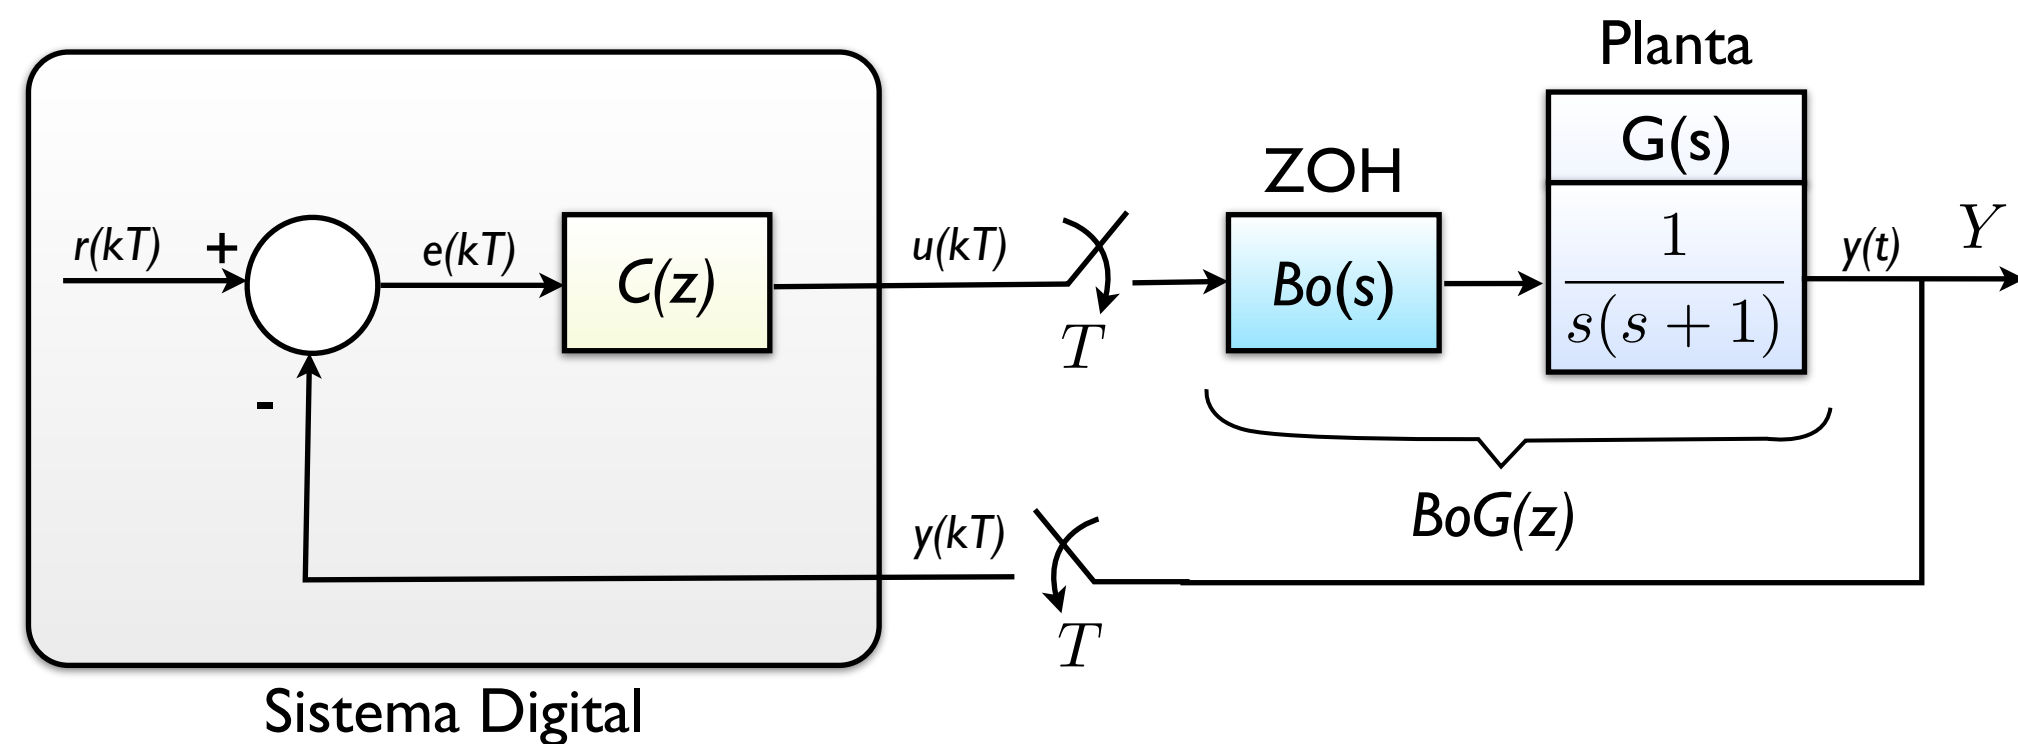 Planta
G(s)
ZOH
r(kT)
+
e(kT)
C(z)
u(kT)
T
Bo(s)
1
s(s + 1)
y(t)
Y
-
BoG(z)
y(kT)
T
Sistema Digital